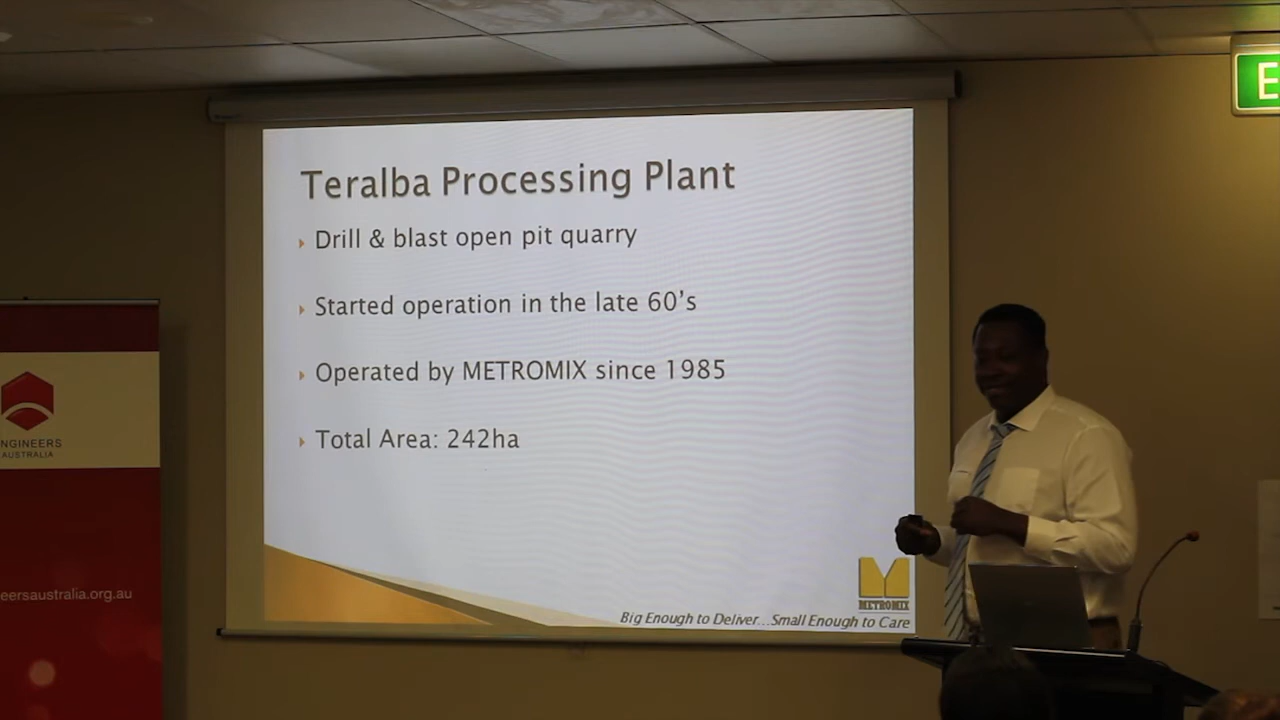 Teralba Processing Plant
Drill & blast open pit quarry
Started operation in the late 60's
Operated by METROMIX since 1985
Total Area: 242ha
METROMIX
Big Enough to Deliver...Small Enough to Care
NGINEERS
AUSTRALIA
eersaustralia.org.au
E